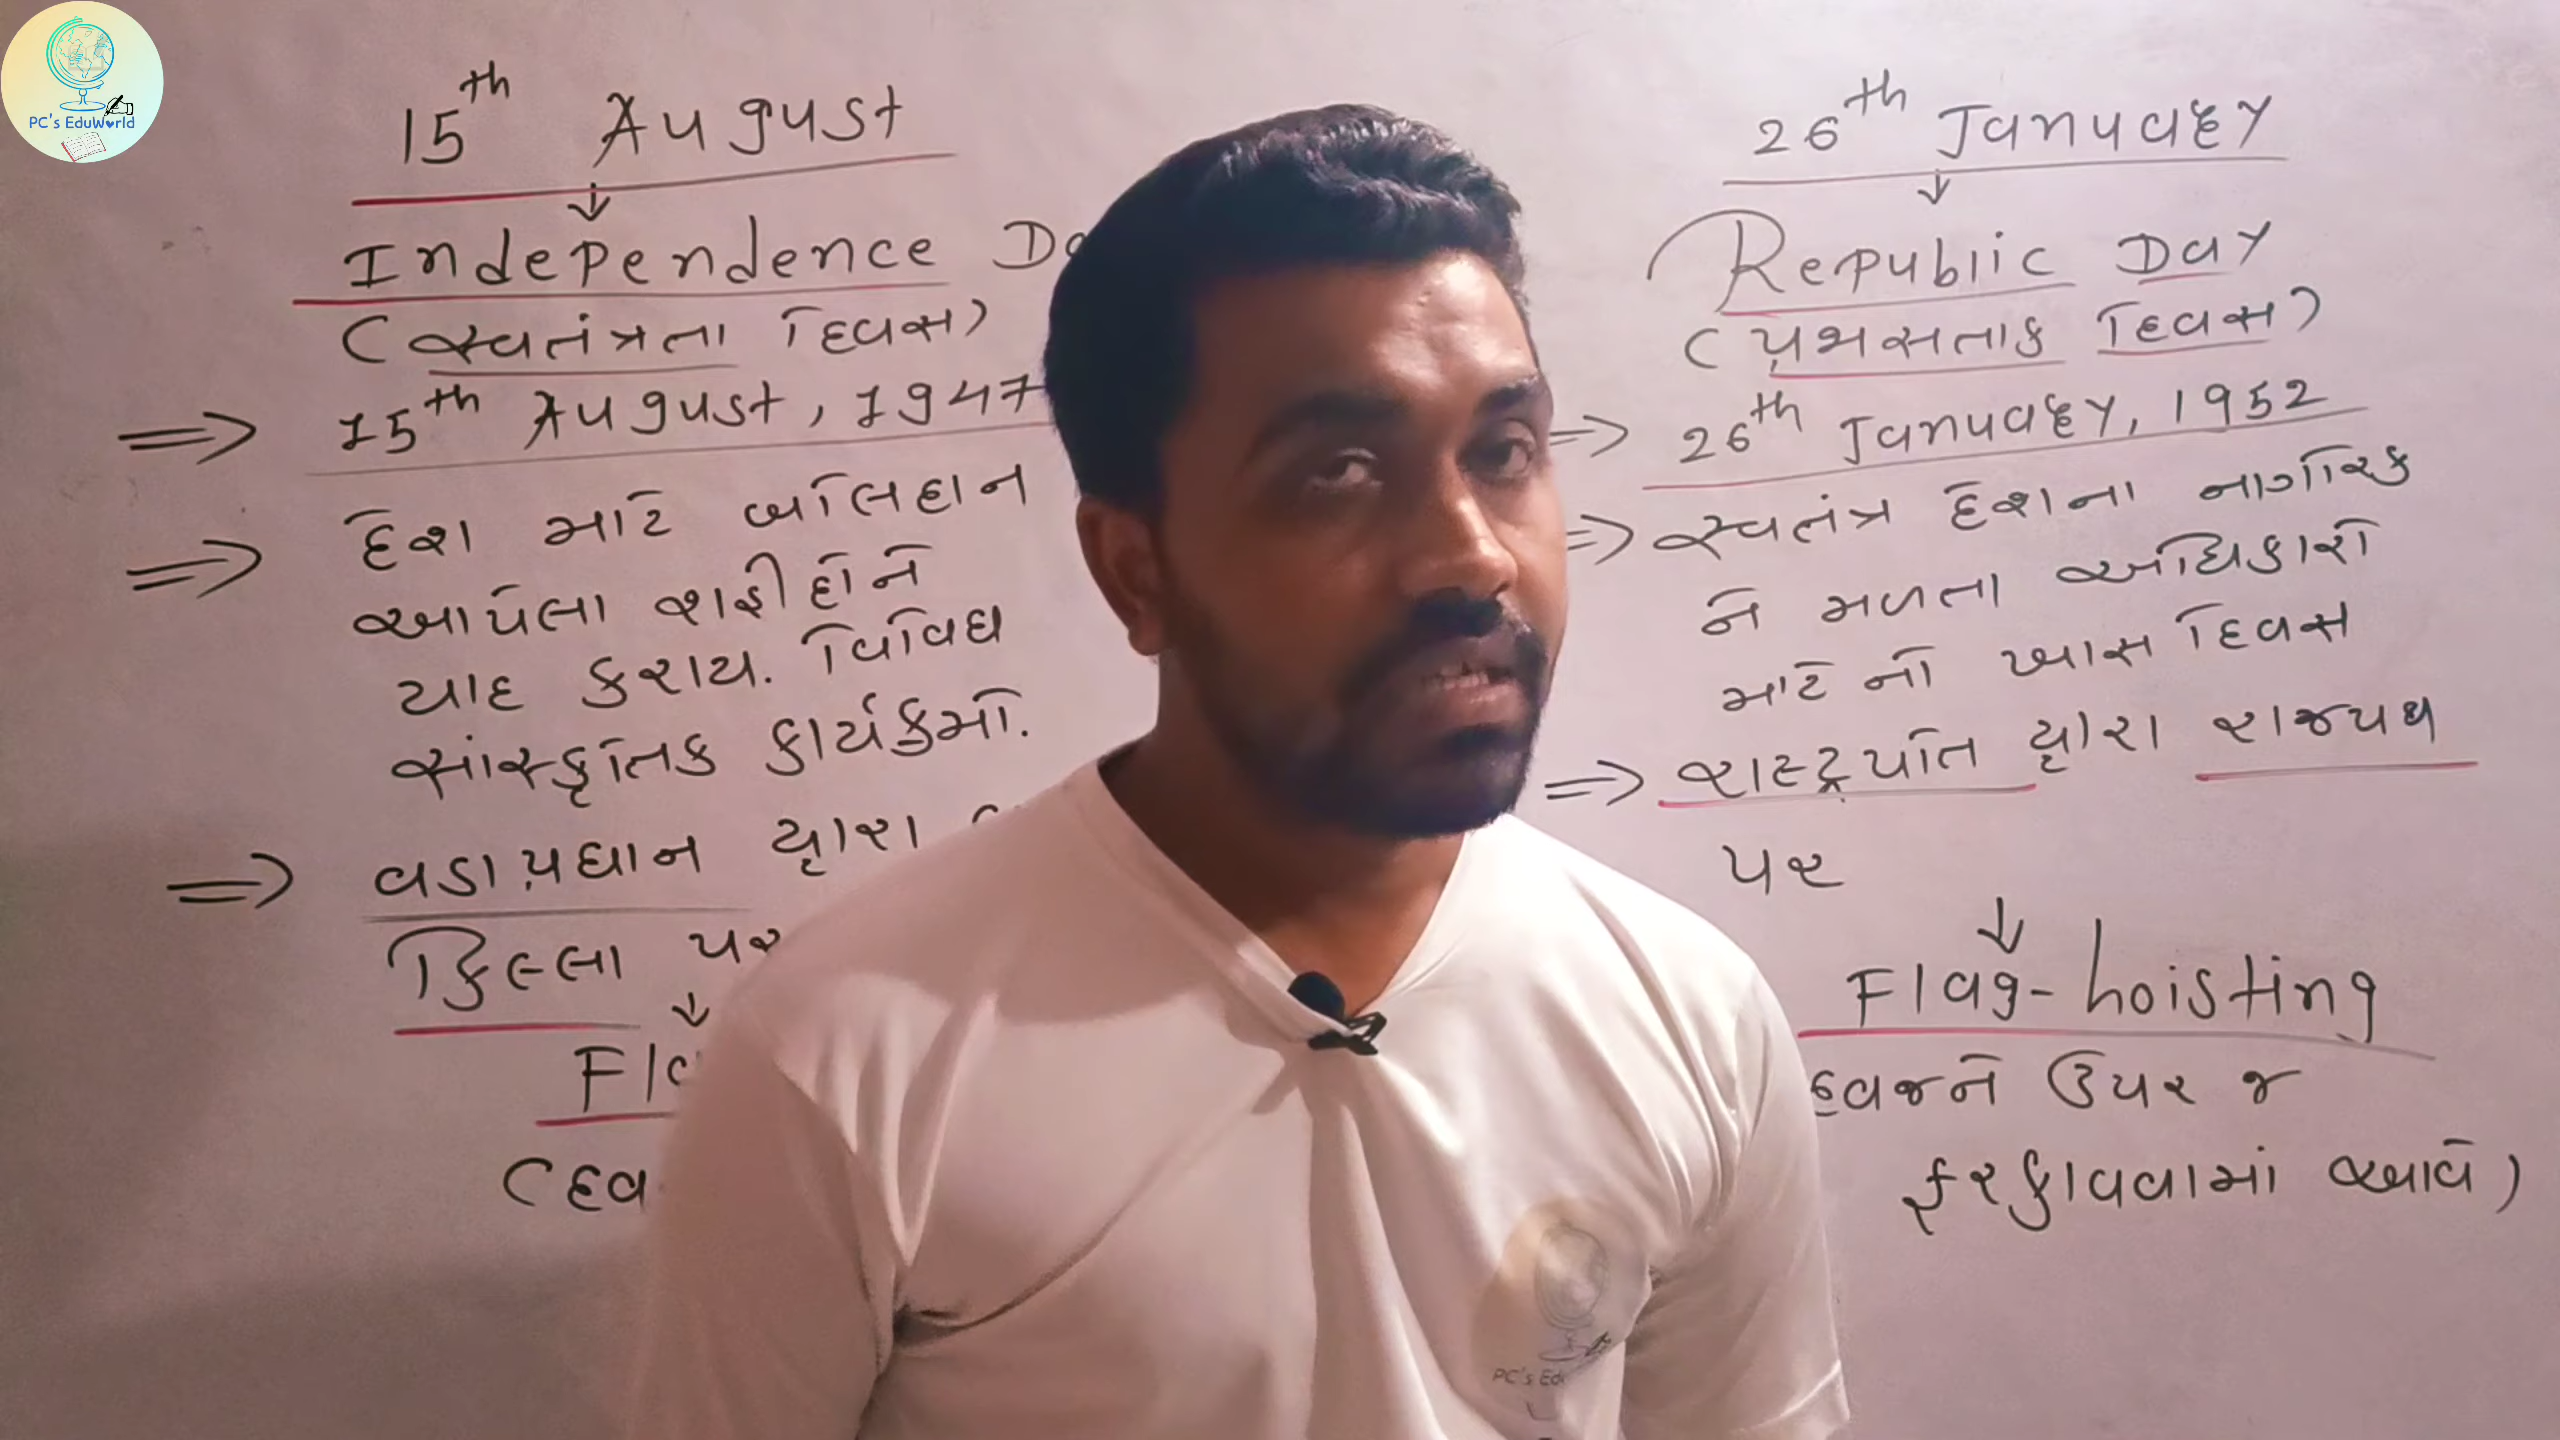 PC's EduWorld
15th August
↓
Independence
(સ્વતંત્રતા દિવસ)
⇒ 15th August, 1947
⇒ દેશ માટે બલિદાન
આપેલા શહીદોને
યાદ કરાય. વિવિધ
સાંસ્કૃતિક કાર્યક્રમો.
⇒ વડાપ્રધાન દ્વારા
કિલ્લા પર
↓
26th January
↓
Republic Day
(પ્રજાસતાક દિવસ)
⇒ 26th January, 1952
⇒ સ્વતંત્ર દેશના નાગરિક
ને મળતા અધિકારો
માટે નો ખાસ દિવસ
⇒ રાષ્ટ્રપતિ દ્વારા રાજપથ
પર
↓
Flag-hoisting
ઉપર જ
ફરકાવવામાં આવે)
PC's